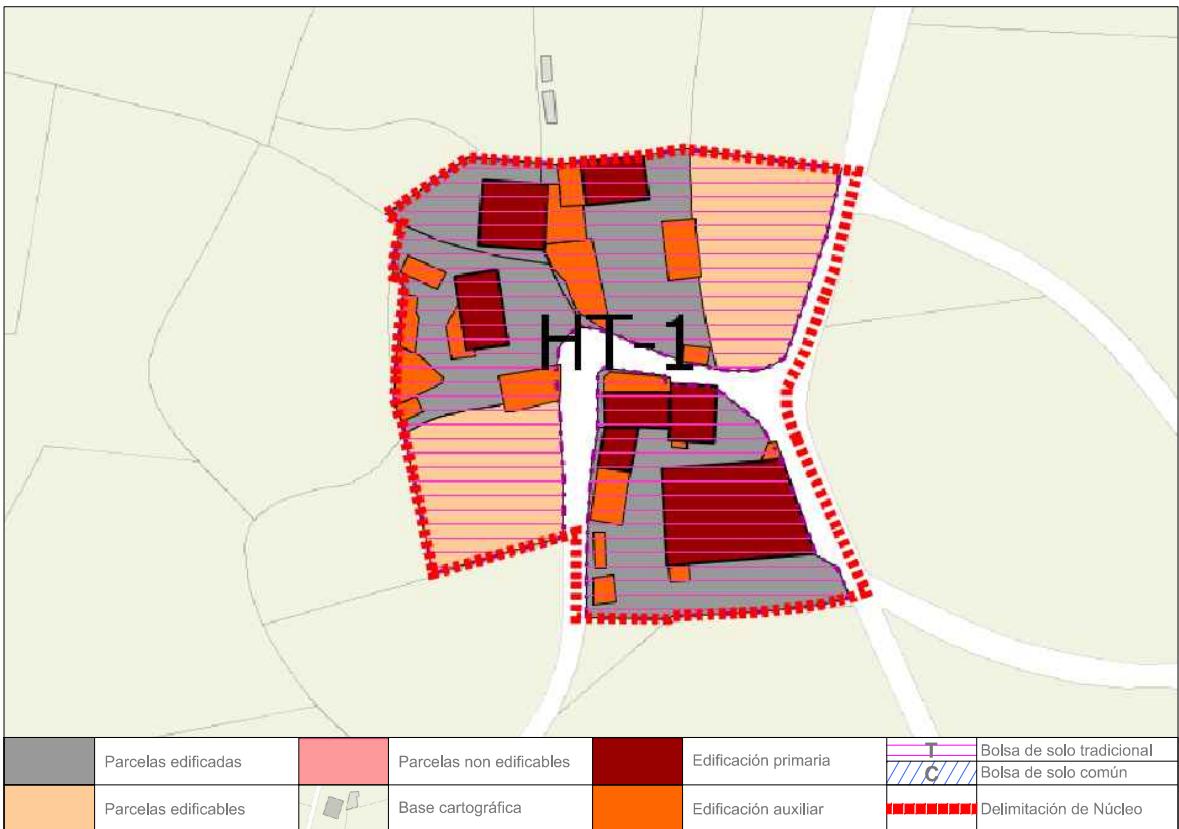 HT-1
Parcelas edificadas
Parcelas non edificables
Edificación primaria
T
Bolsa de solo tradicional
C
Bolsa de solo común
Parcelas edificables
Base cartográfica
Edificación auxiliar
Delimitación de Núcleo